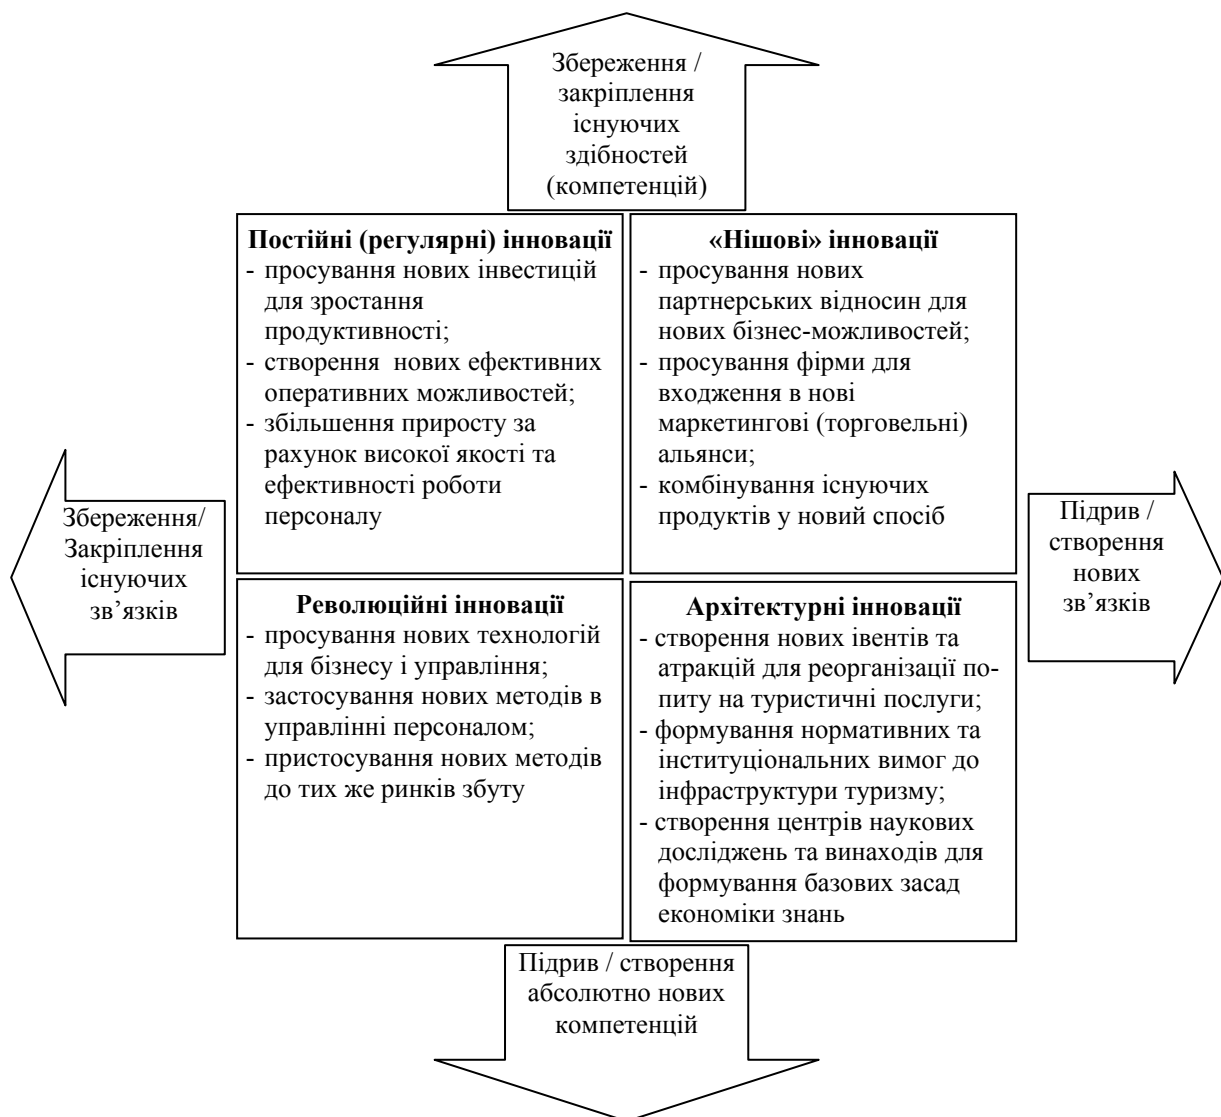 Збереження /
закріплення
існуючих
здібностей
(компетенцій)
Постійні (регулярні) інновації
- просування нових інвестицій
для зростання
продуктивності;
- створення нових ефективних
оперативних можливостей;
- збільшення приросту за
рахунок високої якості та
ефективності роботи
персоналу
«Нішові» інновації
- просування нових
партнерських відносин для
нових бізнес-можливостей;
- просування фірми для
входження в нові
маркетингові (торговельні)
альянси;
- комбінування існуючих
продуктів у новий спосіб
Збереження/
Закріплення
існуючих
зв’язків
Підрив /
створення
нових
зв’язків
Революційні інновації
- просування нових технологій
для бізнесу і управління;
- застосування нових методів в
управлінні персоналом;
- пристосування нових методів
до тих же ринків збуту
Архітектурні інновації
- створення нових івентів та
атракцій для реорганізації по-
питу на туристичні послуги;
- формування нормативних та
інституціональних вимог до
інфраструктури туризму;
- створення центрів наукових
досліджень та винаходів для
формування базових засад
економіки знань
Підрив / створення
абсолютно нових
компетенцій